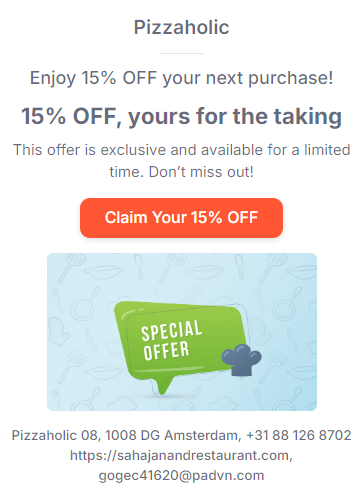 Pizzaholic
Enjoy 15% OFF your next purchase!
15% OFF, yours for the taking
This offer is exclusive and available for a limited
time. Don't miss out!
Claim Your 15% OFF
SPECIAL
OFFER
Pizzaholic 08, 1008 DG Amsterdam, +31 88 126 8702
https://sahajanandrestaurant.com,
gogec41620@padvn.com